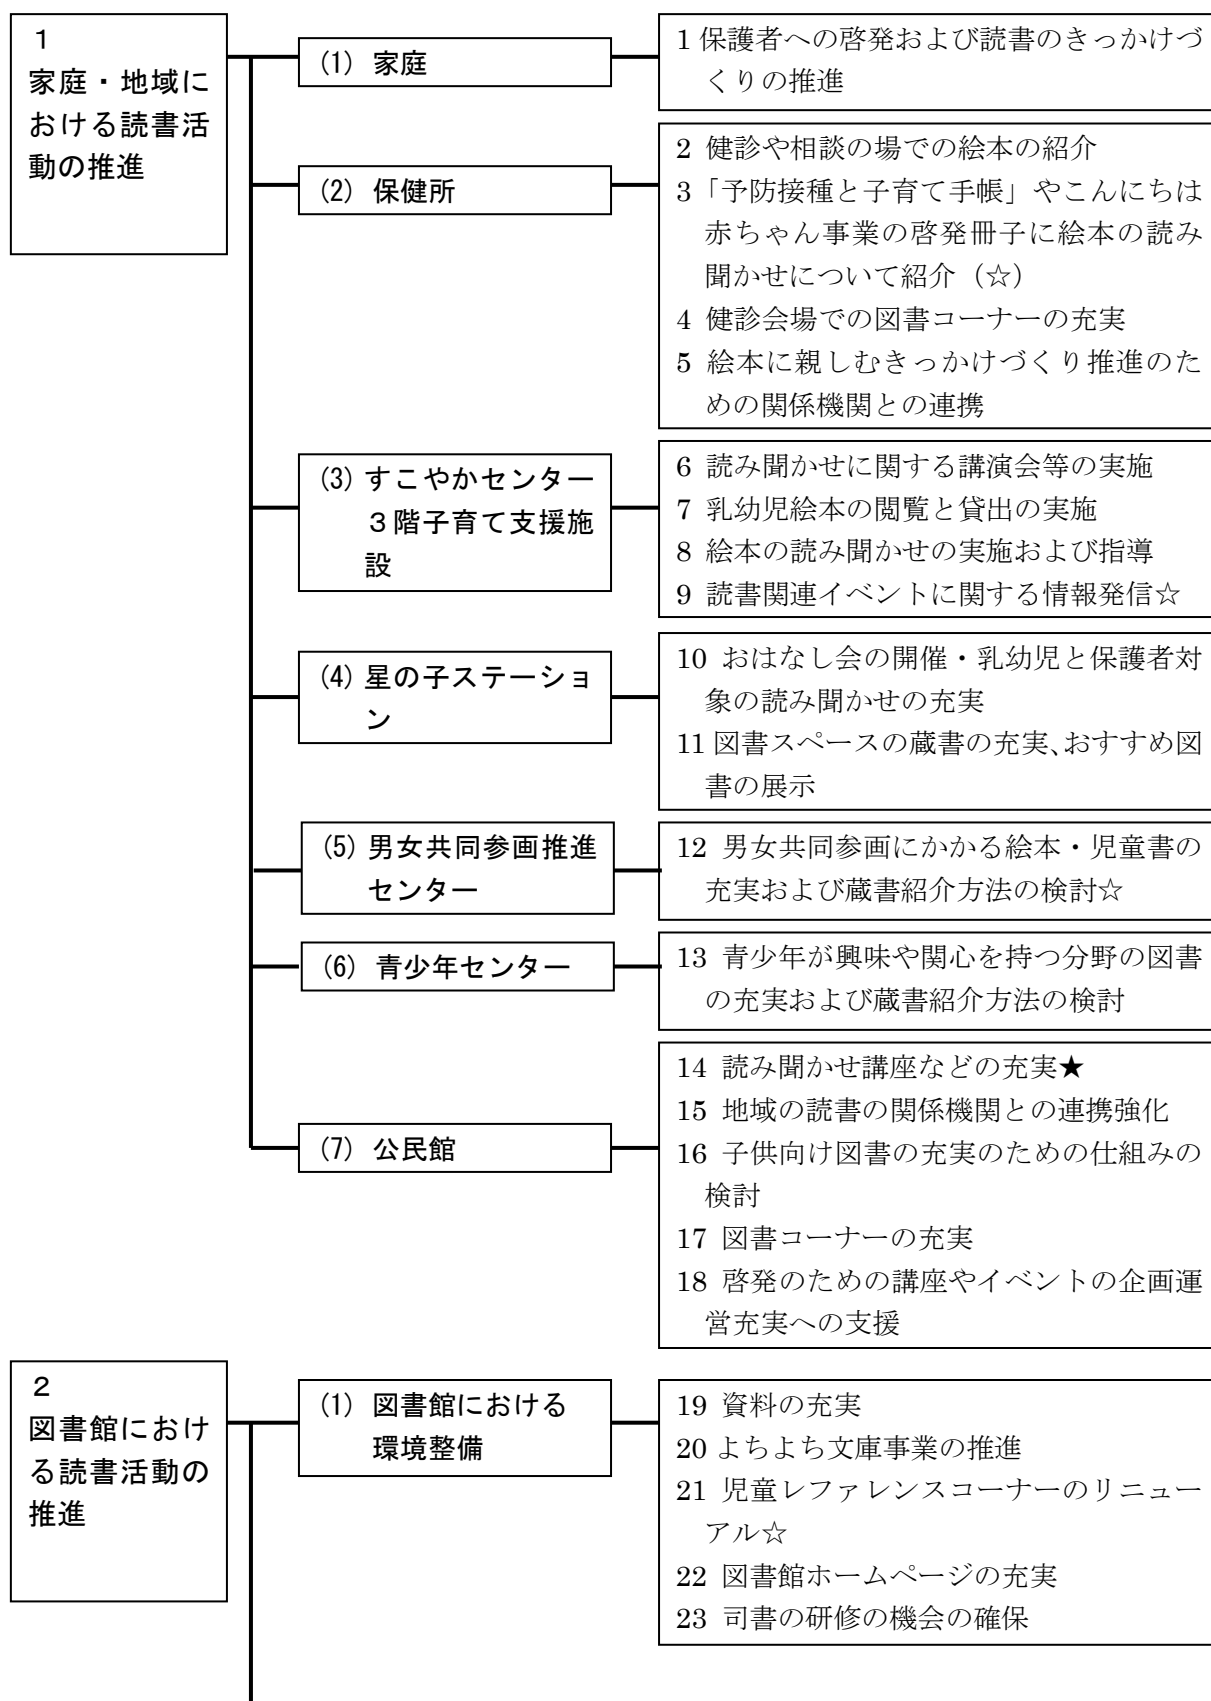 1
家庭・地域に
おける読書活
動の推進
(1) 家庭
1 保護者への啓発および読書のきっかけづ
くりの推進
(2) 保健所
2 健診や相談の場での絵本の紹介
3「予防接種と子育て手帳」やこんにちは
赤ちゃん事業の啓発冊子に絵本の読み
聞かせについて紹介（☆）
4 健診会場での図書コーナーの充実
5 絵本に親しむきっかけづくり推進のた
めの関係機関との連携
(3) すこやかセンター
３階子育て支援施
設
6 読み聞かせに関する講演会等の実施
7 乳幼児絵本の閲覧と貸出の実施
8 絵本の読み聞かせの実施および指導
9 読書関連イベントに関する情報発信☆
(4) 星の子ステーショ
ン
10 おはなし会の開催・乳幼児と保護者対
象の読み聞かせの充実
11 図書スペースの蔵書の充実、おすすめ図
書の展示
(5) 男女共同参画推進
センター
12 男女共同参画にかかる絵本・児童書の
充実および蔵書紹介方法の検討☆
(6) 青少年センター
13 青少年が興味や関心を持つ分野の図書
の充実および蔵書紹介方法の検討
(7) 公民館
14 読み聞かせ講座などの充実★
15 地域の読書の関係機関との連携強化
16 子供向け図書の充実のための仕組みの
検討
17 図書コーナーの充実
18 啓発のための講座やイベントの企画運
営充実への支援
2
図書館におけ
る読書活動の
推進
(1) 図書館における
環境整備
19 資料の充実
20 よちよち文庫事業の推進
21 児童レファレンスコーナーのリニュー
アル☆
22 図書館ホームページの充実
23 司書の研修の機会の確保